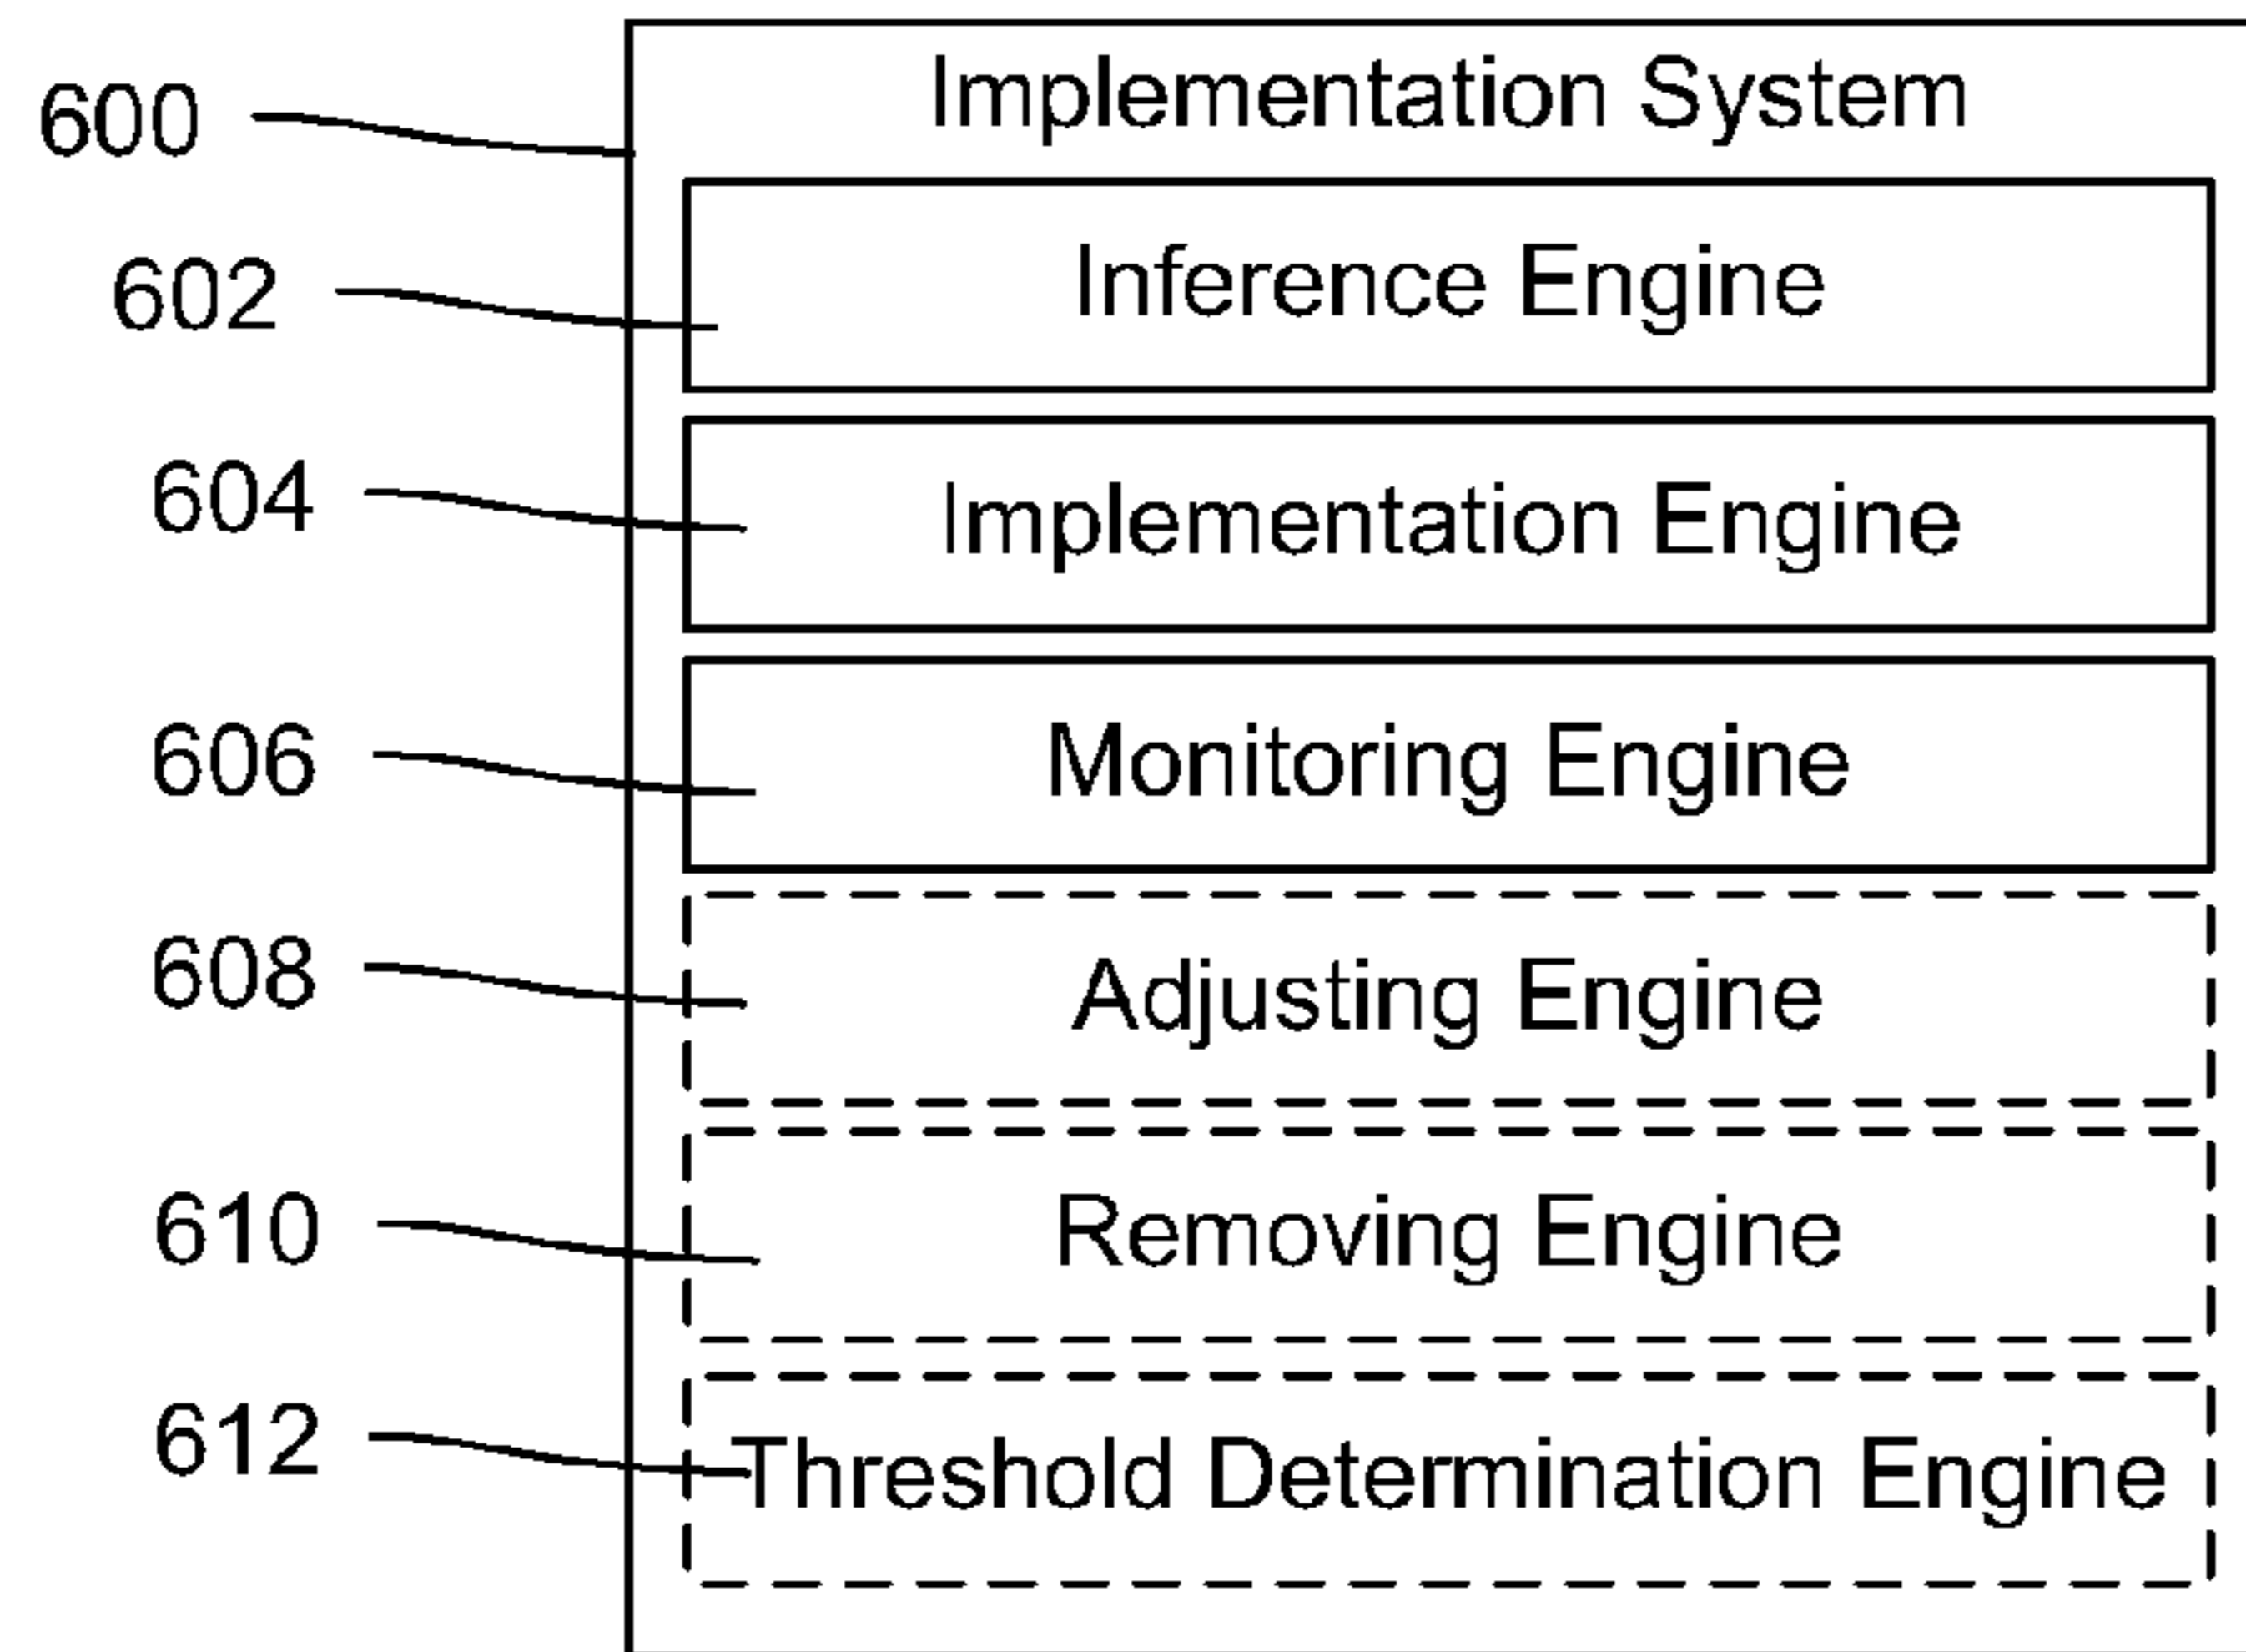 600 Implementation System
602 Inference Engine
604 Implementation Engine
606 Monitoring Engine
608 Adjusting Engine
610 Removing Engine
612 Threshold Determination Engine